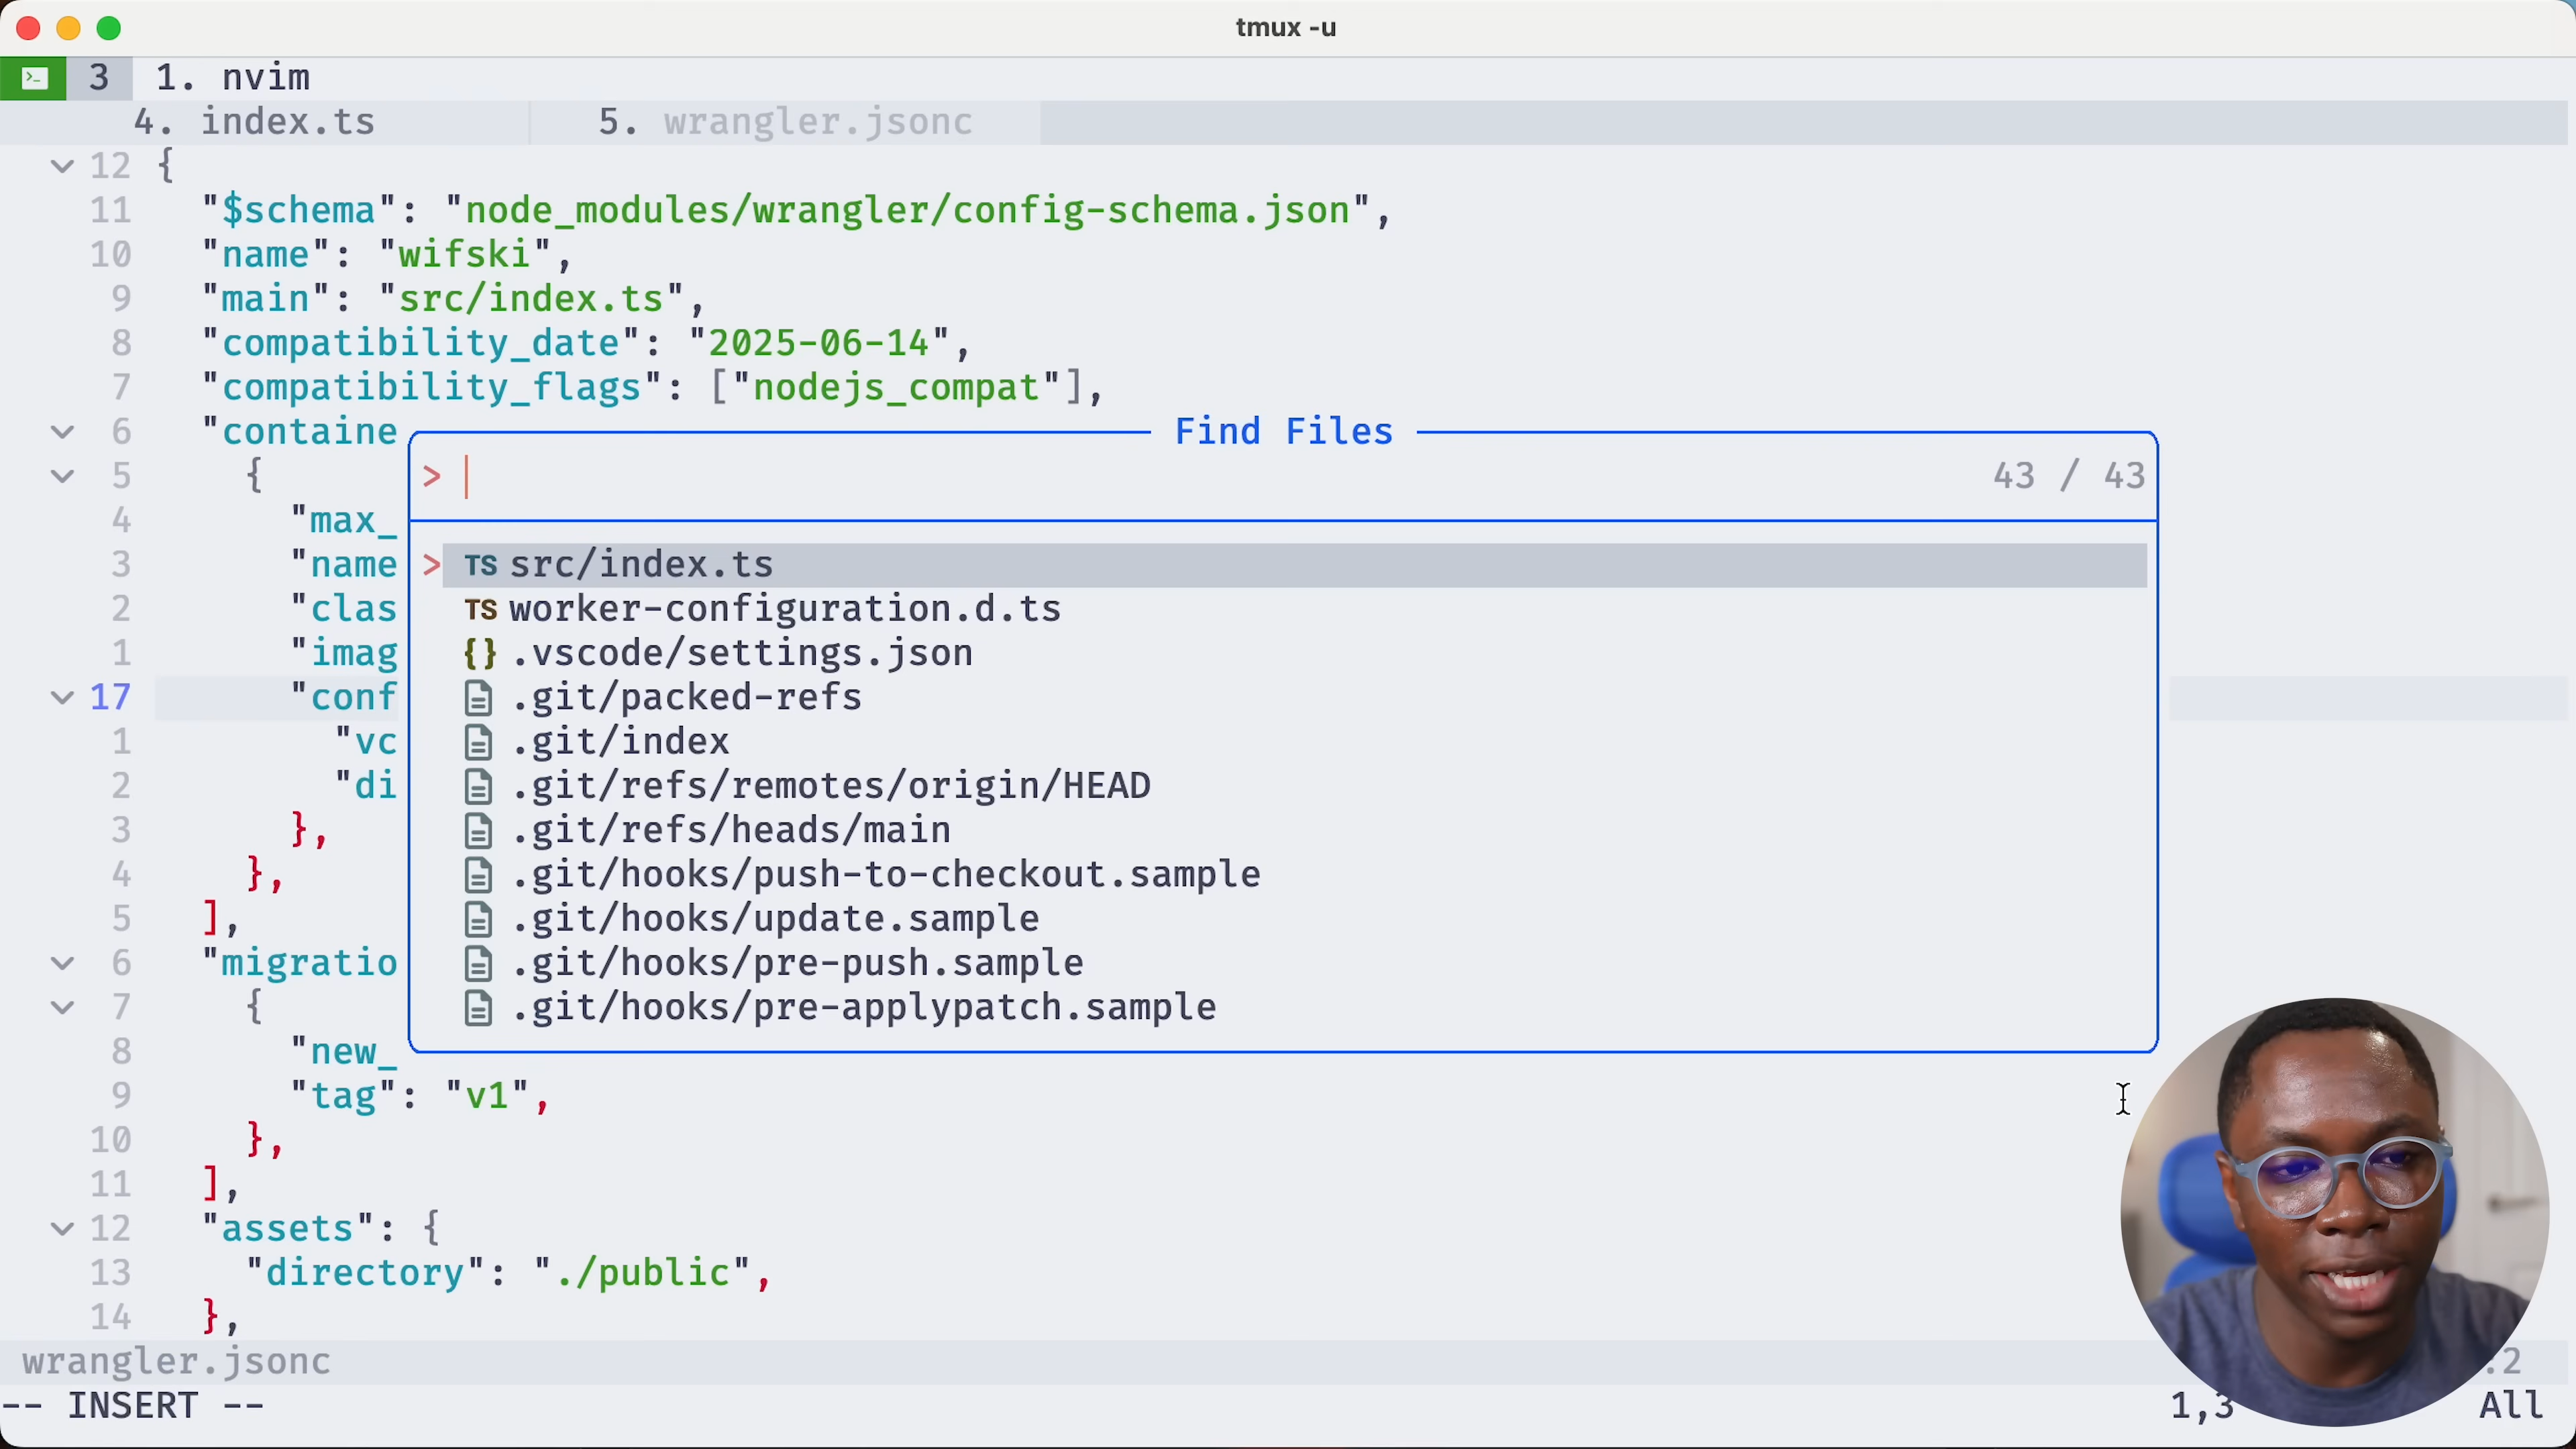 tmux -u
3 1. nvim
4. index.ts 5. wrangler.jsonc
12 {
11 "$schema": "node_modules/wrangler/config-schema.json",
10 "name": "wifski",
9 "main": "src/index.ts",
8 "compatibility_date": "2025-06-14",
7 "compatibility_flags": ["nodejs_compat"],
6 "containe
Find Files
5 {
> 43 / 43
4 "max_
3 "name
> TS src/index.ts
2 "clas
TS worker-configuration.d.ts
1 "imag
{} .vscode/settings.json
17 "conf
.git/packed-refs
1 "vc
.git/index
2 "di
.git/refs/remotes/origin/HEAD
3 },
.git/refs/heads/main
4 },
.git/hooks/push-to-checkout.sample
5 ],
.git/hooks/update.sample
6 "migratio
.git/hooks/pre-push.sample
7 {
.git/hooks/pre-applypatch.sample
8 "new_
9 "tag": "v1",
10 },
11 ],
12 "assets": {
13 "directory": "./public",
14 },
wrangler.jsonc :2
-- INSERT -- 1,3 All